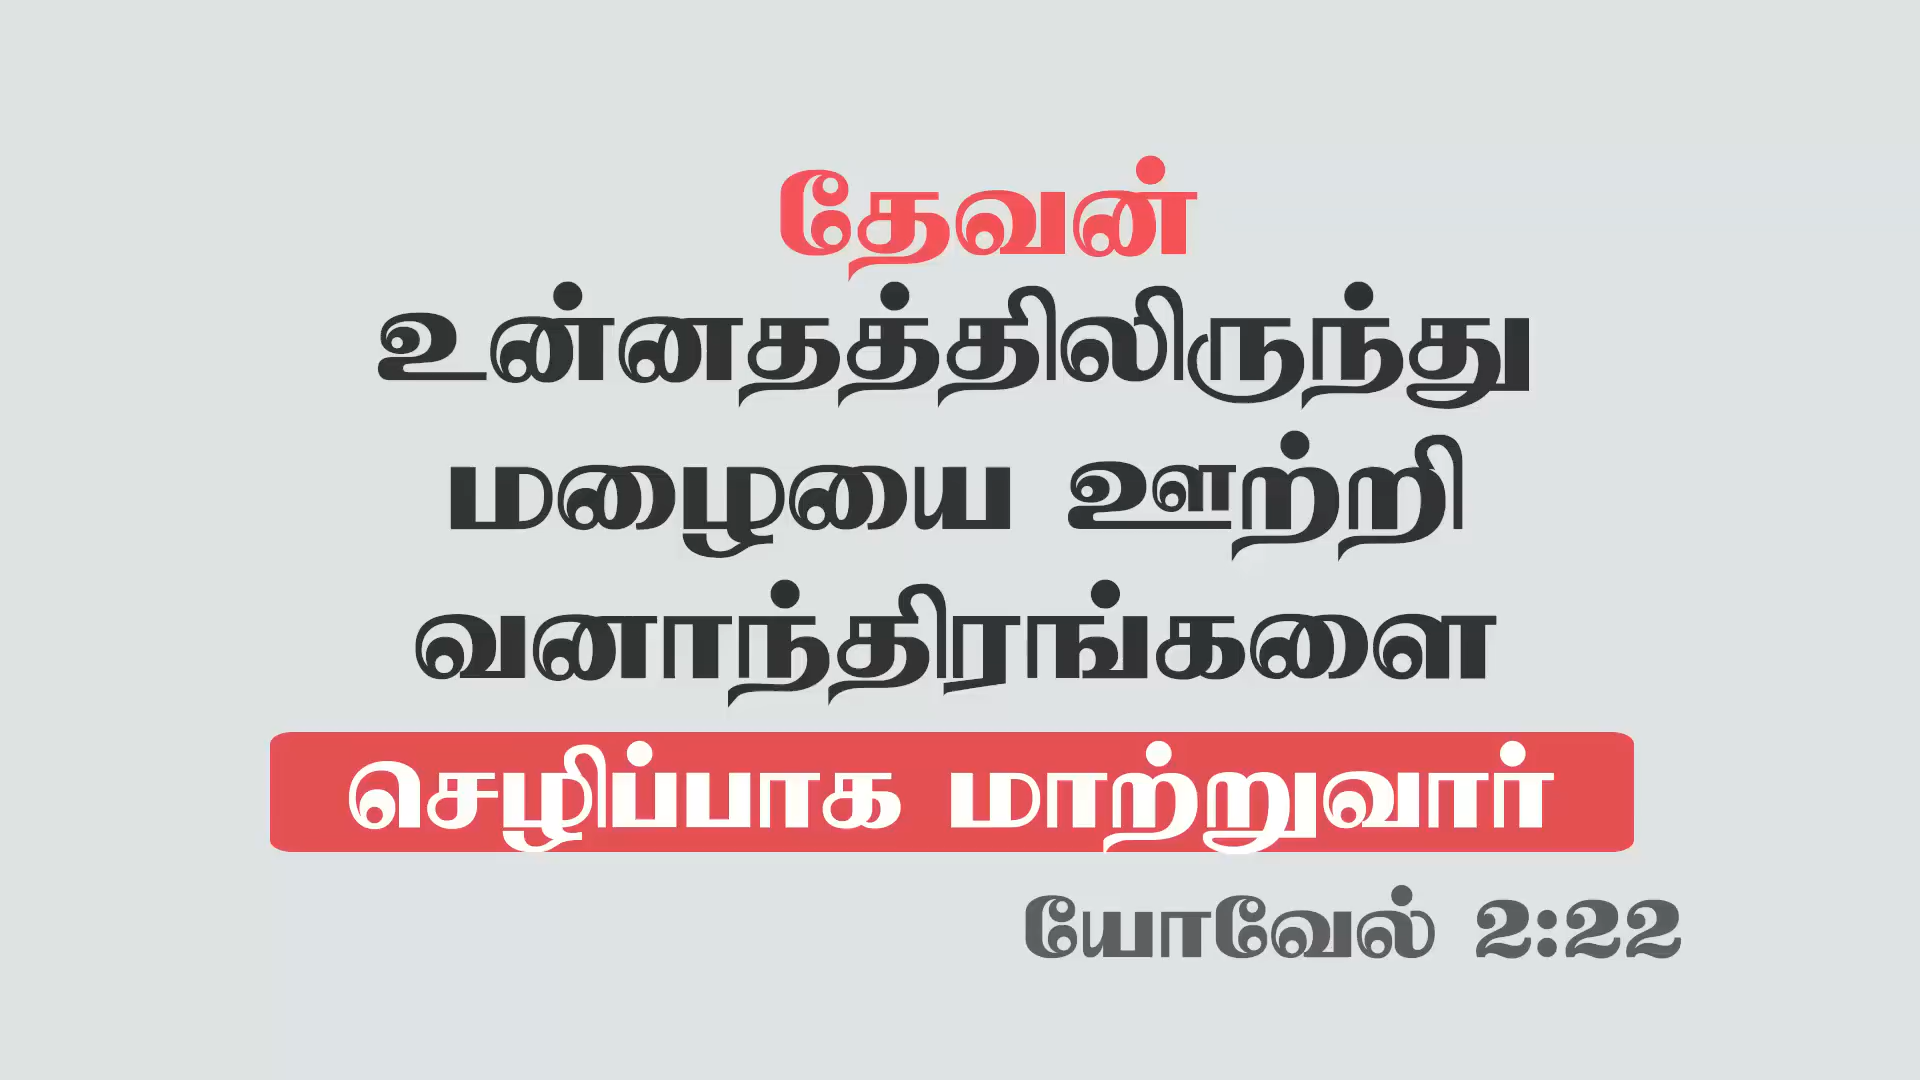 தேவன்
உன்னதத்திலிருந்து
மழையை ஊற்றி
வனாந்திரங்களை
செழிப்பாக மாற்றுவார்
யோவேல் 2:22